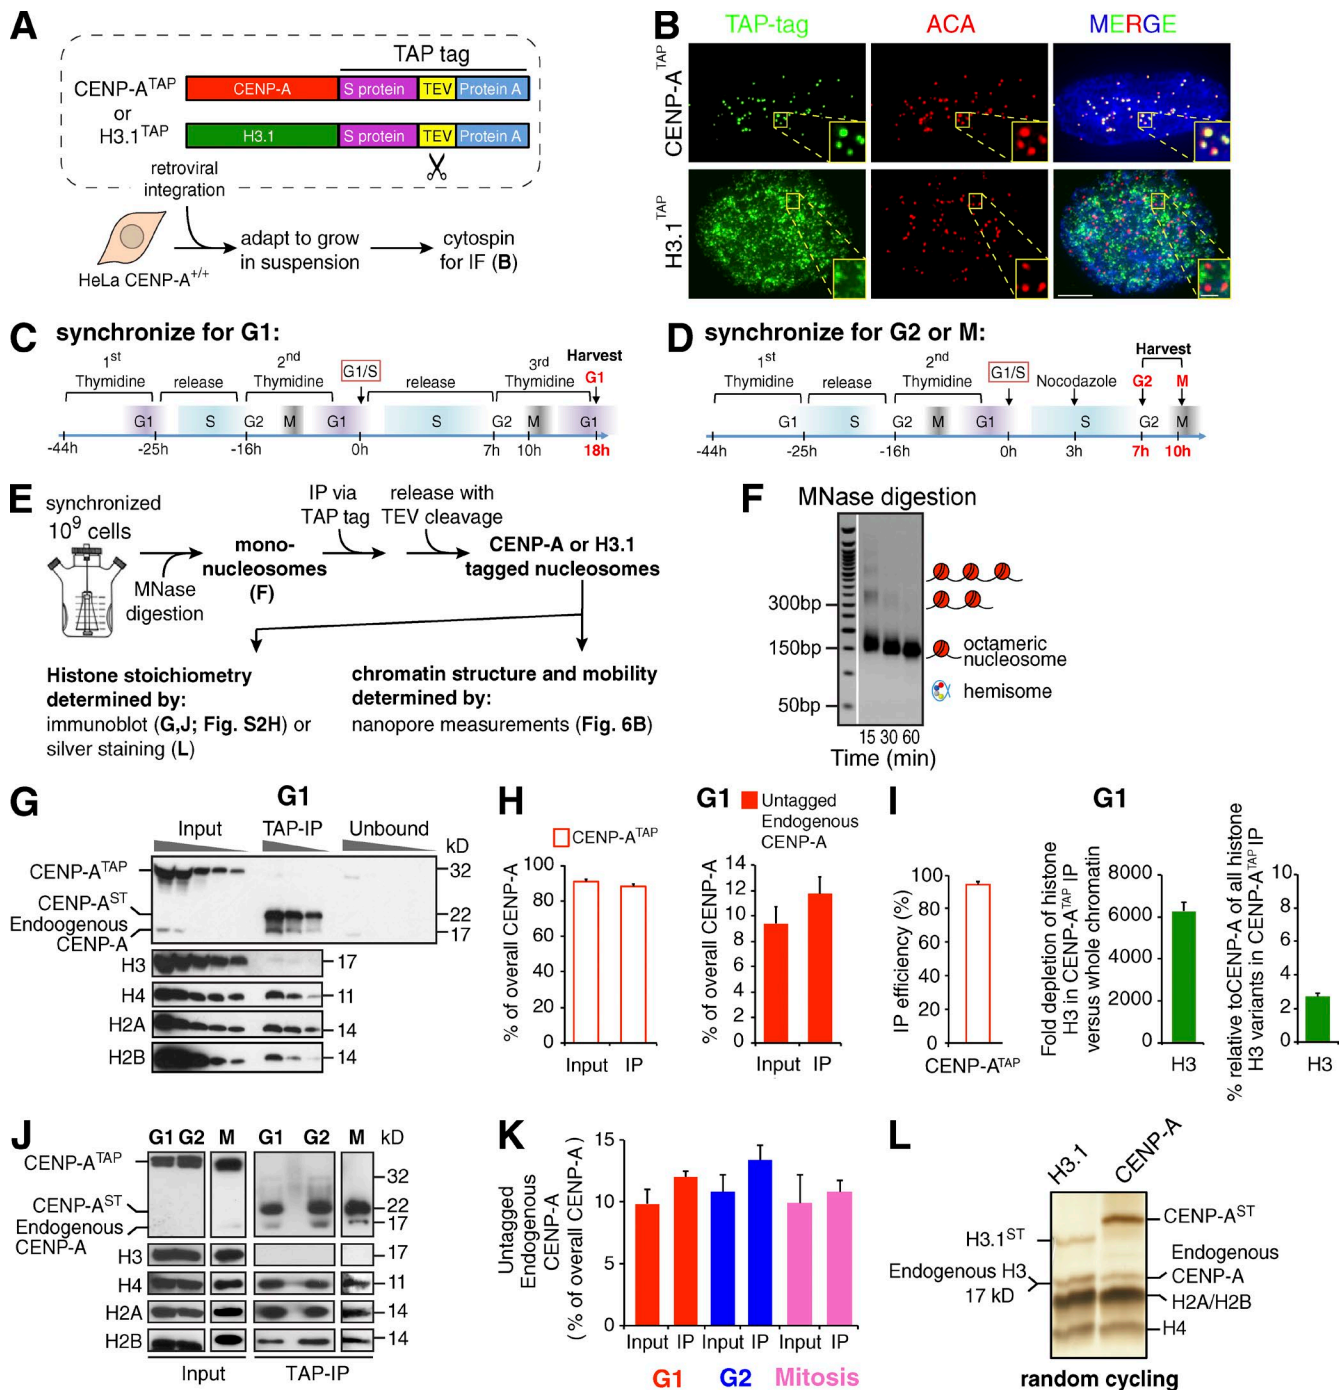 A
TAP tag
CENP-A^TAP
or
H3.1^TAP
CENP-A
S protein
TEV
Protein A
H3.1
S protein
TEV
Protein A
retroviral
integration
HeLa CENP-A+/+
adapt to grow
in suspension
cytospin
for IF (B)
B
TAP-tag
ACA
MERGE
CENP-A^TAP
H3.1^TAP
C
synchronize for G1:
1st
Thymidine
release
2nd
Thymidine
G1/S
release
3rd
Thymidine
Harvest
G1
G1
S
G2
M
G1
S
G2
M
G1
-44h
-25h
-16h
0h
7h
10h
18h
D
synchronize for G2 or M:
1st
Thymidine
release
2nd
Thymidine
G1/S
Nocodazole
Harvest
G2
M
G1
S
G2
M
G1
S
G2
M
-44h
-25h
-16h
0h
3h
7h
10h
E
synchronized
10^9 cells
MNase
digestion
mono-
nucleosomes
(F)
IP via
TAP tag
release with
TEV cleavage
CENP-A or H3.1
tagged nucleosomes
Histone stoichiometry
determined by:
immunoblot (G,J; Fig. S2H) or
silver staining (L)
chromatin structure and mobility
determined by:
nanopore measurements (Fig. 6B)
F
MNase digestion
300bp
150bp
50bp
octameric
nucleosome
hemisome
15 30 60
Time (min)
G
G1
Input
TAP-IP
Unbound
kD
CENP-A^TAP
CENP-A^ST
Endoogenous
CENP-A
H3
H4
H2A
H2B
32
22
17
17
11
14
14
H
CENP-A^TAP
% of overall CENP-A
100
80
60
40
20
0
Input
IP
G1
Untagged
Endogenous
CENP-A
% of overall CENP-A
14
12
10
8
6
4
2
0
Input
IP
I
G1
IP efficiency (%)
100
50
0
CENP-A^TAP
Fold depletion of histone
H3 in CENP-A^TAP IP
versus whole chromatin
8000
6000
4000
2000
0
H3
% relative toCENP-A of all histone
H3 variants in CENP-A^TAP IP
10
8
6
4
2
0
H3
J
G1 G2 M
G1 G2 M
kD
CENP-A^TAP
CENP-A^ST
Endogenous
CENP-A
H3
H4
H2A
H2B
32
22
17
17
11
14
14
Input
TAP-IP
K
Untagged
Endogenous
CENP-A
(% of overall CENP-A)
15
10
5
0
Input IP Input IP Input IP
G1 G2 Mitosis
L
H3.1
CENP-A
H3.1^ST
Endogenous H3
17 kD
CENP-A^ST
Endogenous
CENP-A
H2A/H2B
H4
random cycling